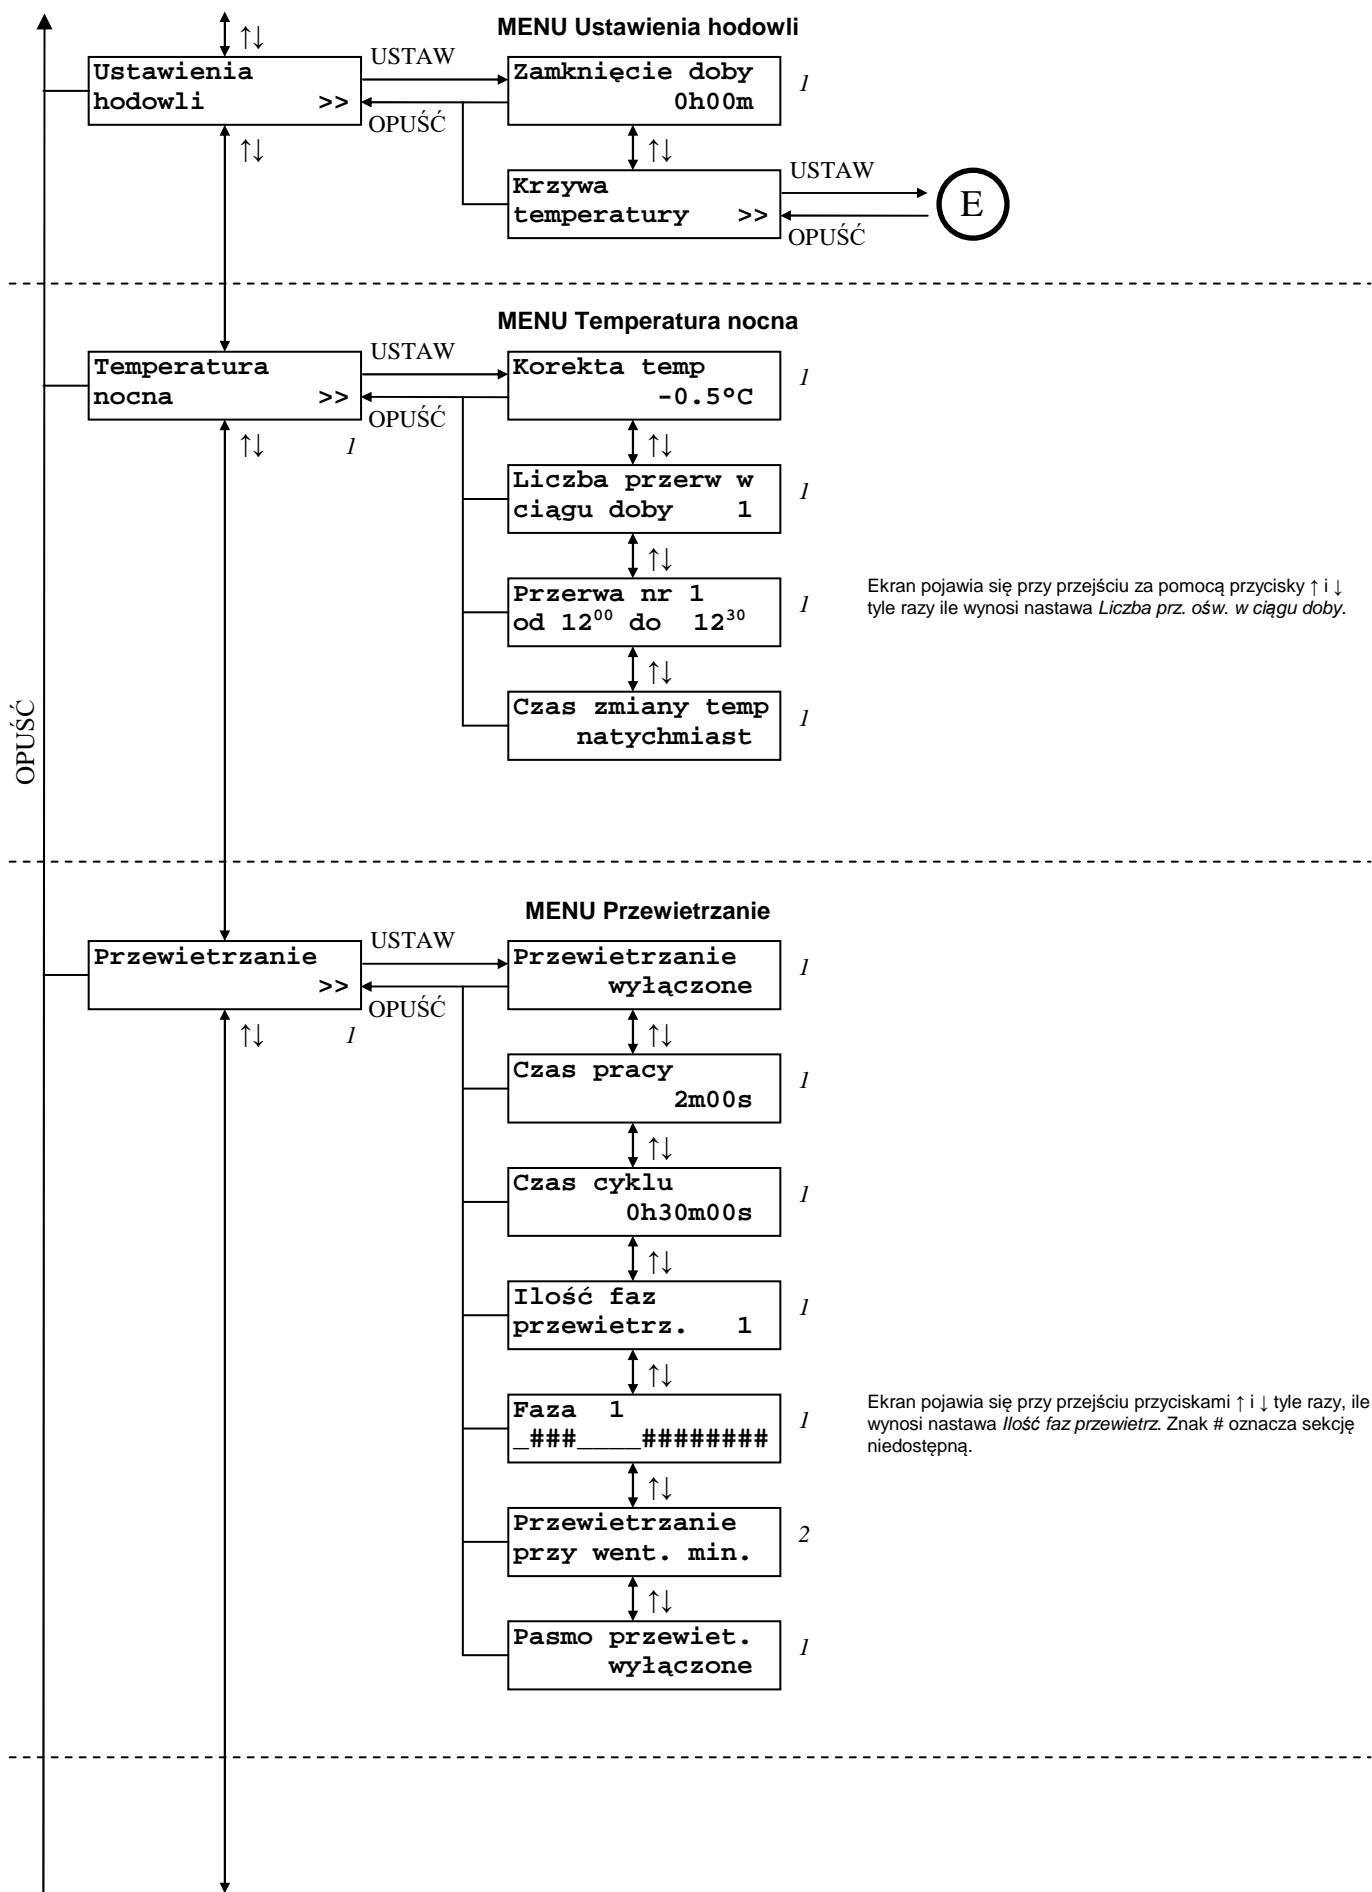 MENU Ustawienia hodowli
↑↓
Ustawienia
hodowli >>
USTAW
OPUŚĆ
Zamknięcie doby
0h00m
1
↑↓
↑↓
Krzywa
temperatury >>
USTAW
OPUŚĆ
E
MENU Temperatura nocna
Temperatura
nocna >>
USTAW
OPUŚĆ
Korekta temp
-0.5°C
1
↑↓
1
↑↓
Liczba przerw w
ciągu doby 1
1
↑↓
Przerwa nr 1
od 12⁰⁰ do 12³⁰
1
Ekran pojawia się przy przejściu za pomocą przycisky ↑ i ↓
tyle razy ile wynosi nastawa Liczba prz. ośw. w ciągu doby.
↑↓
Czas zmiany temp
natychmiast
1
OPUŚĆ
MENU Przewietrzanie
Przewietrzanie
>>
USTAW
OPUŚĆ
Przewietrzanie
wyłączone
1
↑↓
1
↑↓
Czas pracy
2m00s
1
↑↓
Czas cyklu
0h30m00s
1
↑↓
Ilość faz
przewietrz. 1
1
↑↓
Faza 1
_###____########
1
Ekran pojawia się przy przejściu przyciskami ↑ i ↓ tyle razy, ile
wynosi nastawa Ilość faz przewietrz. Znak # oznacza sekcję
niedostępną.
↑↓
Przewietrzanie
przy went. min.
2
↑↓
Pasmo przewiet.
wyłączone
1